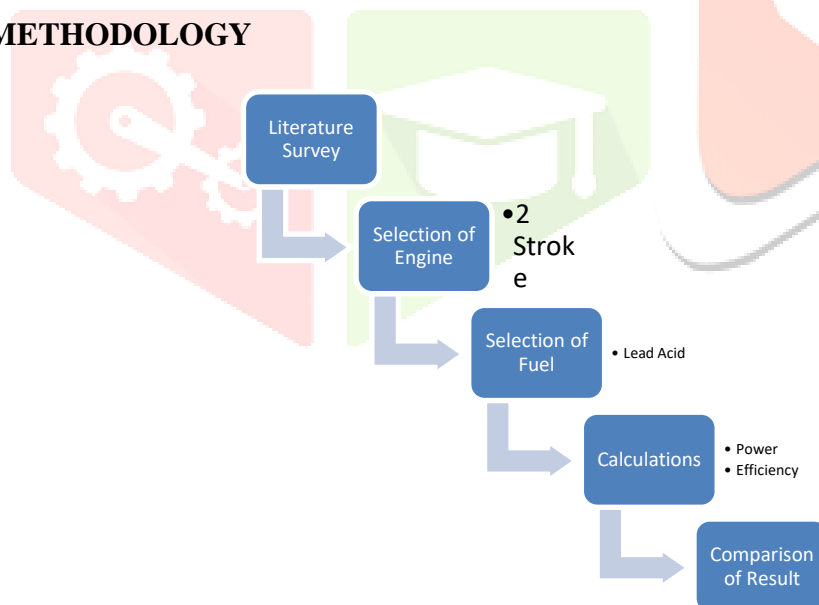 METHODOLOGY
Literature
Survey
Selection of
Engine
•2
Strok
e
Selection of
Fuel
• Lead Acid
Calculations
• Power
• Efficiency
Comparison
of Result